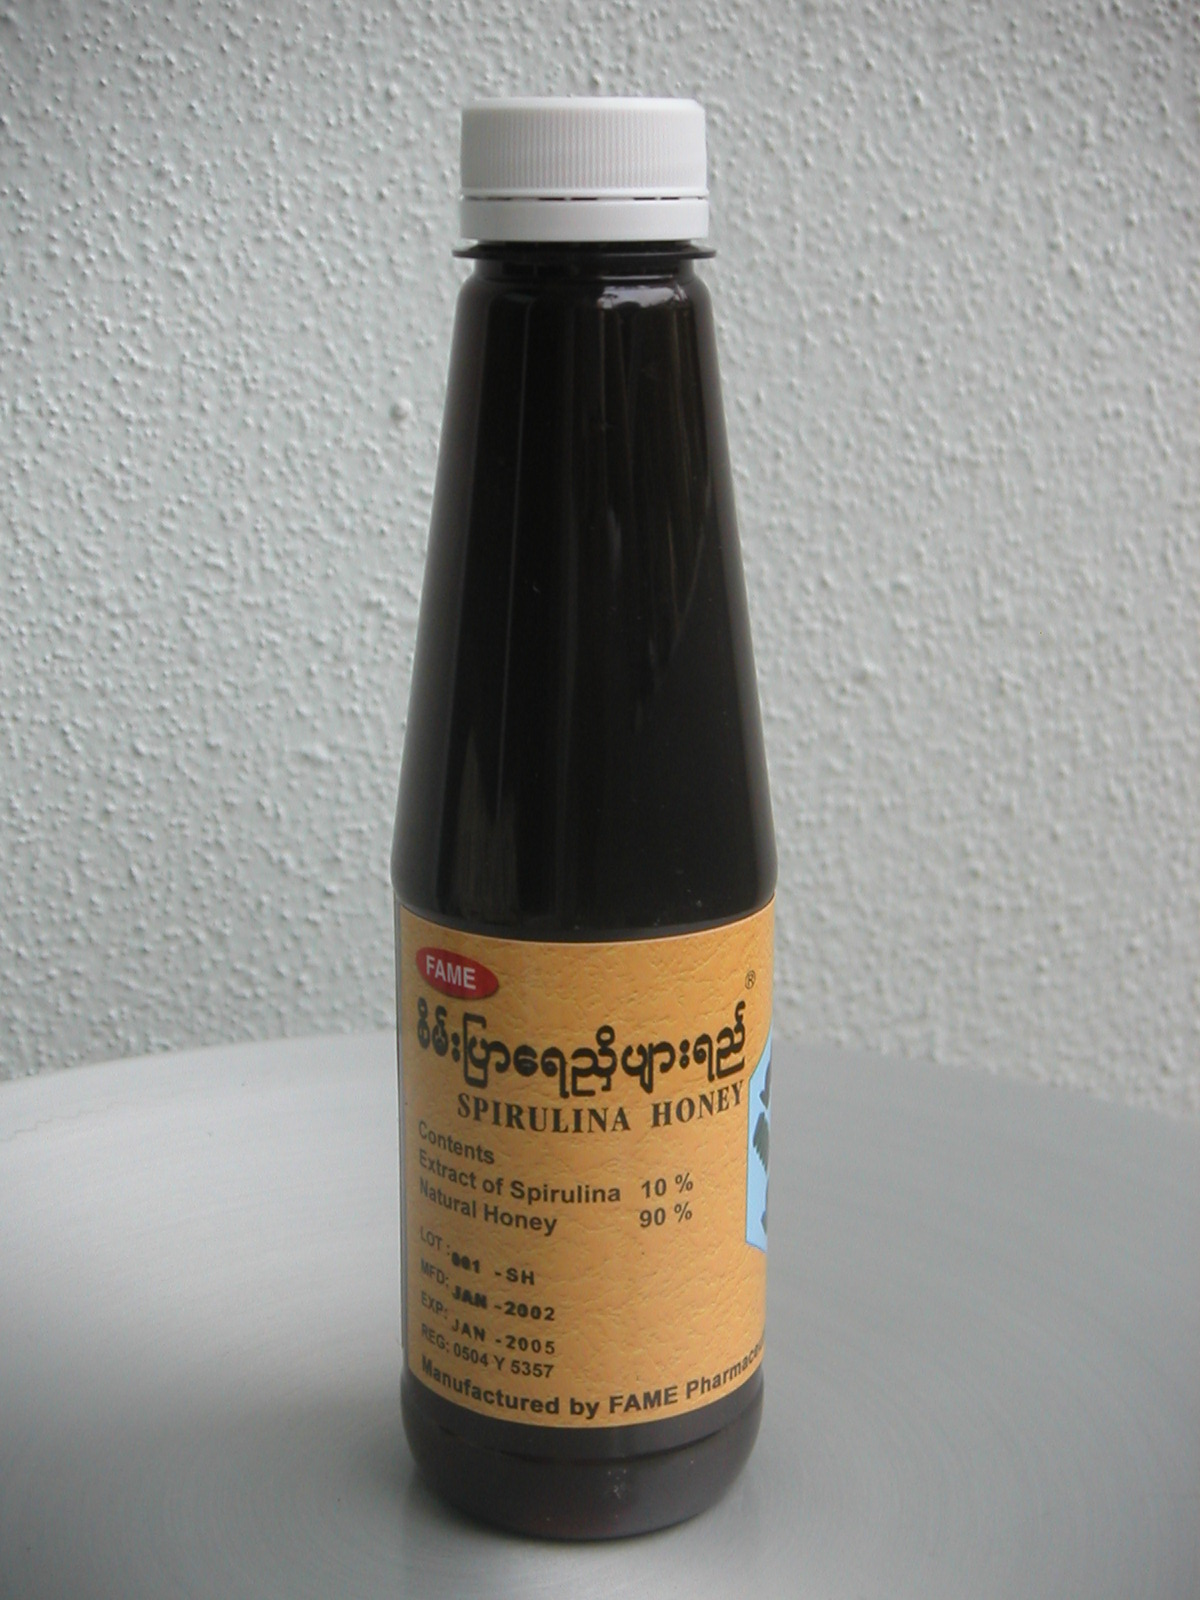 FAME
®
စိမ်းပြာရေညှိပျားရည်
SPIRULINA HONEY
Contents
Extract of Spirulina 10 %
Natural Honey 90 %
LOT : 001 -SH
MFD: JAN -2002
EXP: JAN -2005
REG: 0504 Y 5357
Manufactured by FAME